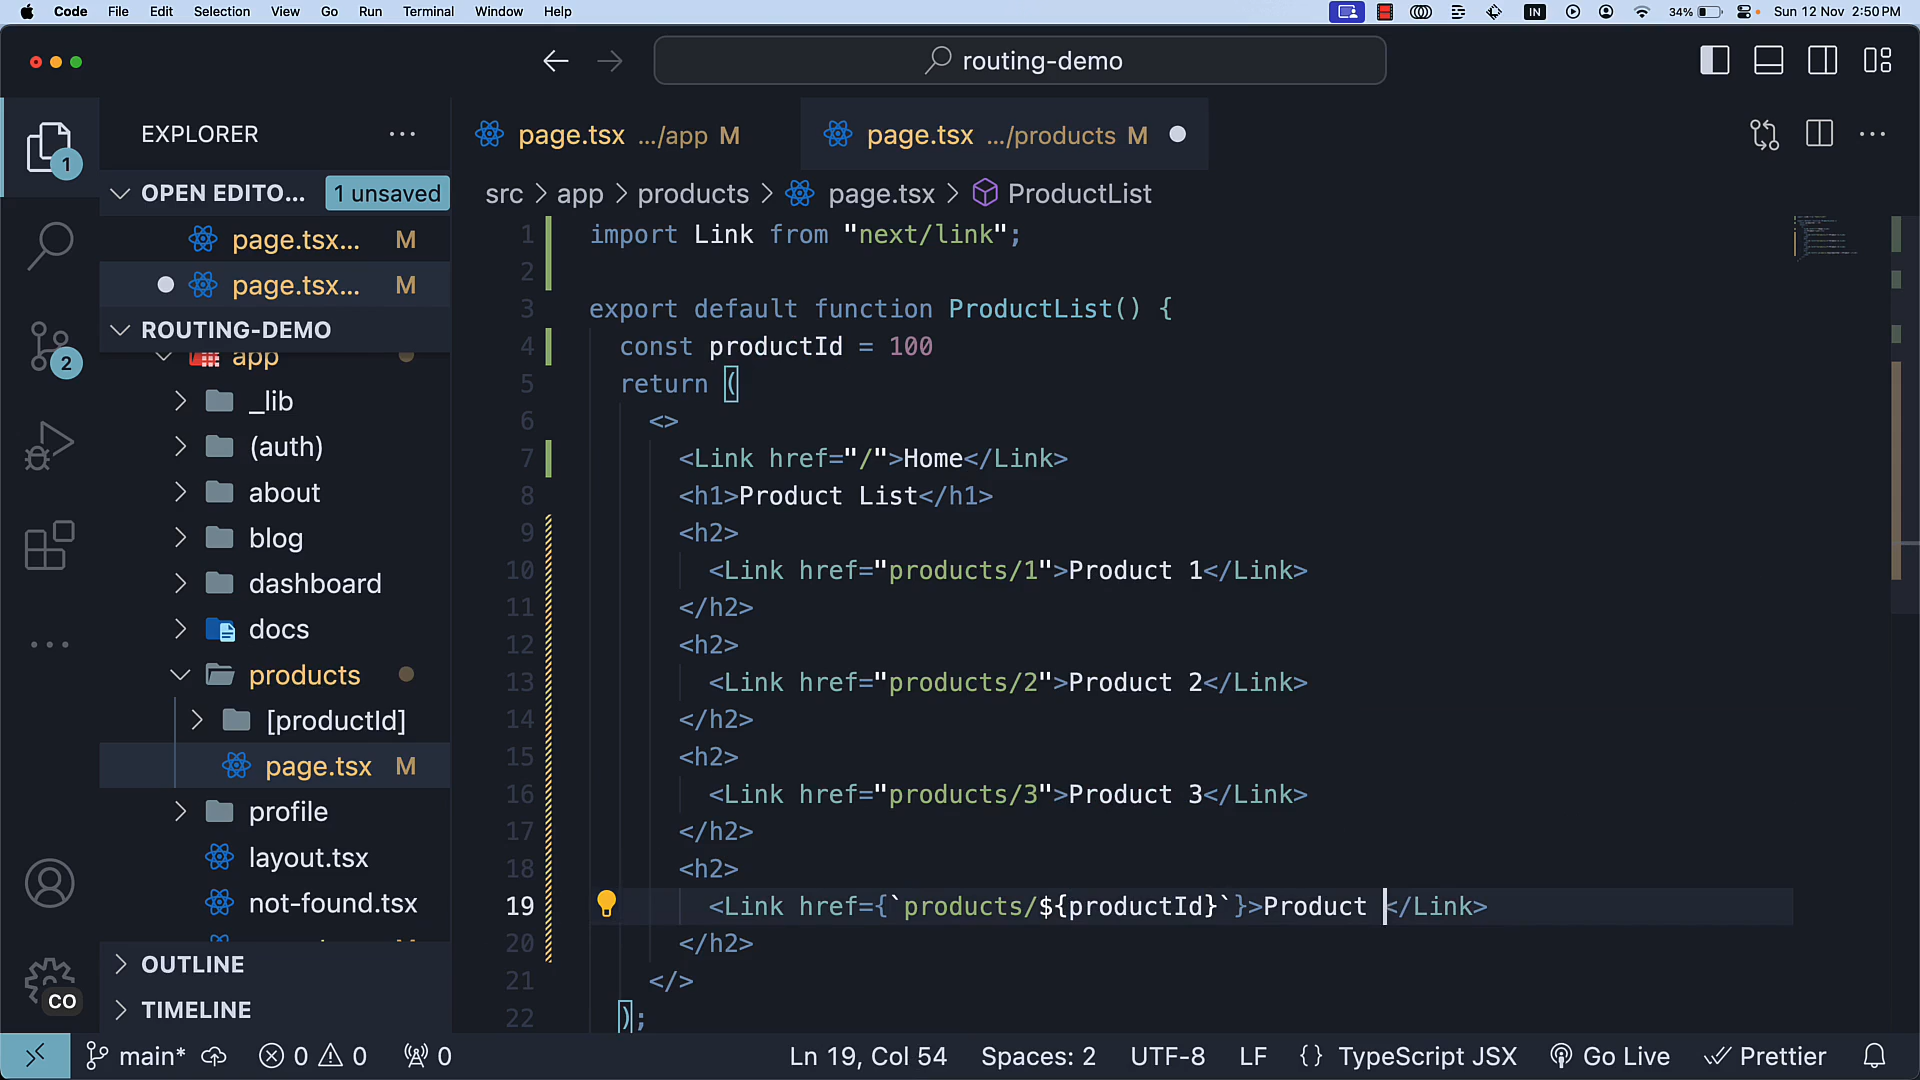 Code File Edit Selection View Go Run Terminal Window Help IN 34% Sun 12 Nov 2:50 PM
routing-demo
EXPLORER
1
page.tsx .../app M
page.tsx .../products M
OPEN EDITO... 1 unsaved
src > app > products > page.tsx > ProductList
page.tsx... M
page.tsx... M
ROUTING-DEMO
2
app
_lib
(auth)
about
blog
dashboard
docs
products
[productId]
page.tsx M
profile
layout.tsx
not-found.tsx
OUTLINE
TIMELINE
CO
1 import Link from "next/link";
2
3 export default function ProductList() {
4 const productId = 100
5 return (
6 <>
7 <Link href="/">Home</Link>
8 <h1>Product List</h1>
9 <h2>
10 <Link href="products/1">Product 1</Link>
11 </h2>
12 <h2>
13 <Link href="products/2">Product 2</Link>
14 </h2>
15 <h2>
16 <Link href="products/3">Product 3</Link>
17 </h2>
18 <h2>
19 <Link href={`products/${productId}`}>Product </Link>
20 </h2>
21 </>
22 );
main* 0 0 0 Ln 19, Col 54 Spaces: 2 UTF-8 LF {} TypeScript JSX Go Live Prettier